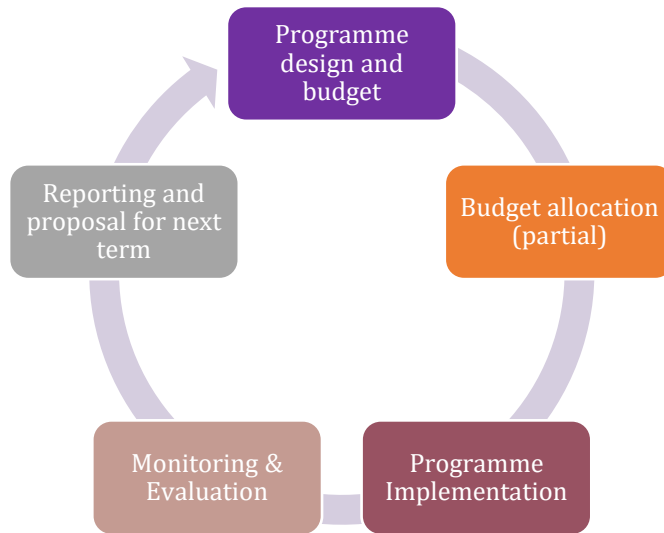 Programme
design and
budget
Budget allocation
(partial)
Programme
Implementation
Monitoring &
Evaluation
Reporting and
proposal for next
term